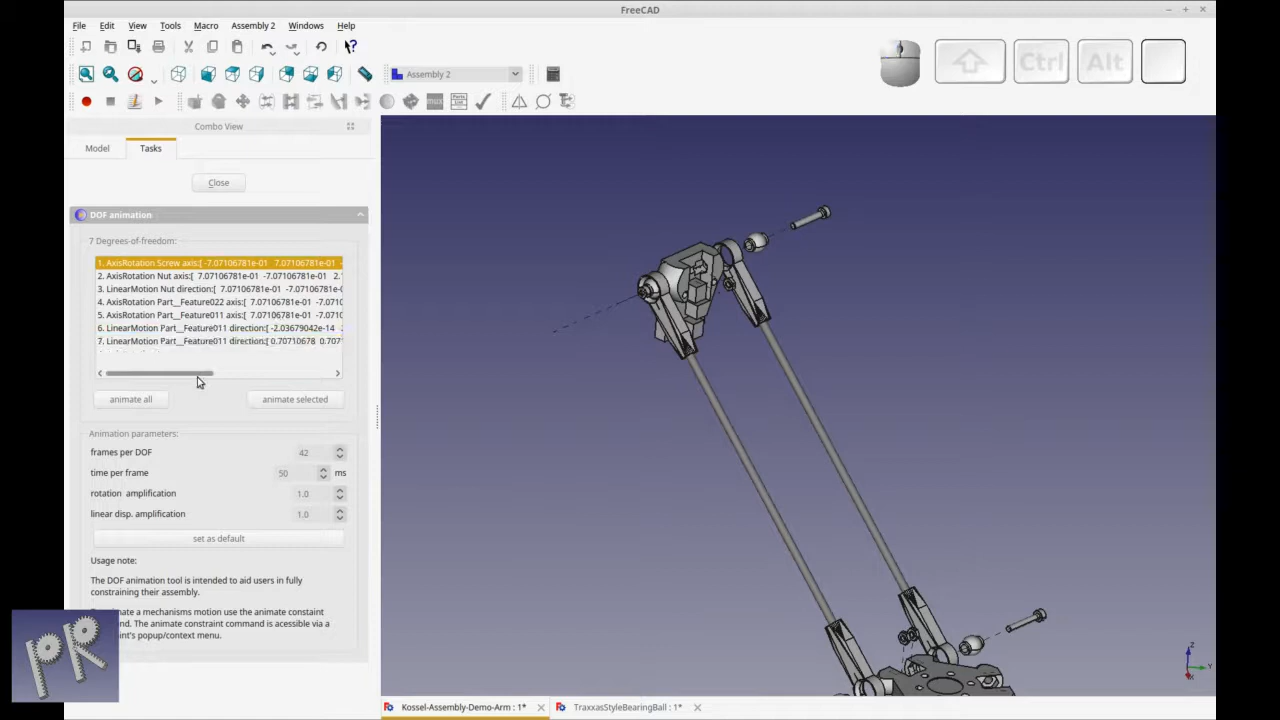 FreeCAD
File Edit View Tools Macro Assembly 2 Windows Help
Ctrl Alt
Assembly 2
Combo View
Model Tasks
Close
DOF animation
7 Degrees-of-freedom:
1. AxisRotation Screw axis:[ -7.07106781e-01 7.07106781e-01 -
2. AxisRotation Nut axis:[ 7.07106781e-01 -7.07106781e-01 2.
3. LinearMotion Nut direction:[ 7.07106781e-01 -7.07106781e-0
4. AxisRotation Part__Feature022 axis:[ 7.07106781e-01 -7.0710
5. AxisRotation Part__Feature011 axis:[ 7.07106781e-01 -7.0710
6. LinearMotion Part__Feature011 direction:[ -2.03679042e-14
7. LinearMotion Part__Feature011 direction:[ 0.70710678 0.7071
animate all animate selected
Animation parameters:
frames per DOF 42
time per frame 50 ms
rotation amplification 1.0
linear disp. amplification 1.0
set as default
Usage note:
The DOF animation tool is intended to aid users in fully
constraining their assembly.
ate a mechanisms motion use the animate constaint
nd. The animate constraint command is acessible via a
nt's popup/context menu.
PR
Z
Y
X
Kossel-Assembly-Demo-Arm : 1* TraxxasStyleBearingBall : 1*